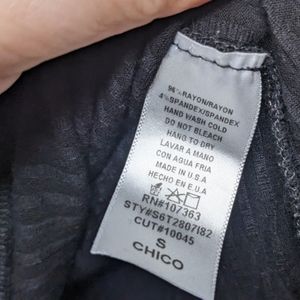 96%RAYON/RAYON
4%SPANDEX/SPANDEX
HAND WASH COLD
DO NOT BLEACH
HANG TO DRY
LAVAR A MANO
CON AGUA FRIA
MADE IN U.S.A
HECHO EN E.U.A
RN#107363
STY#S6T2807I82
CUT#10045
S
CHICO